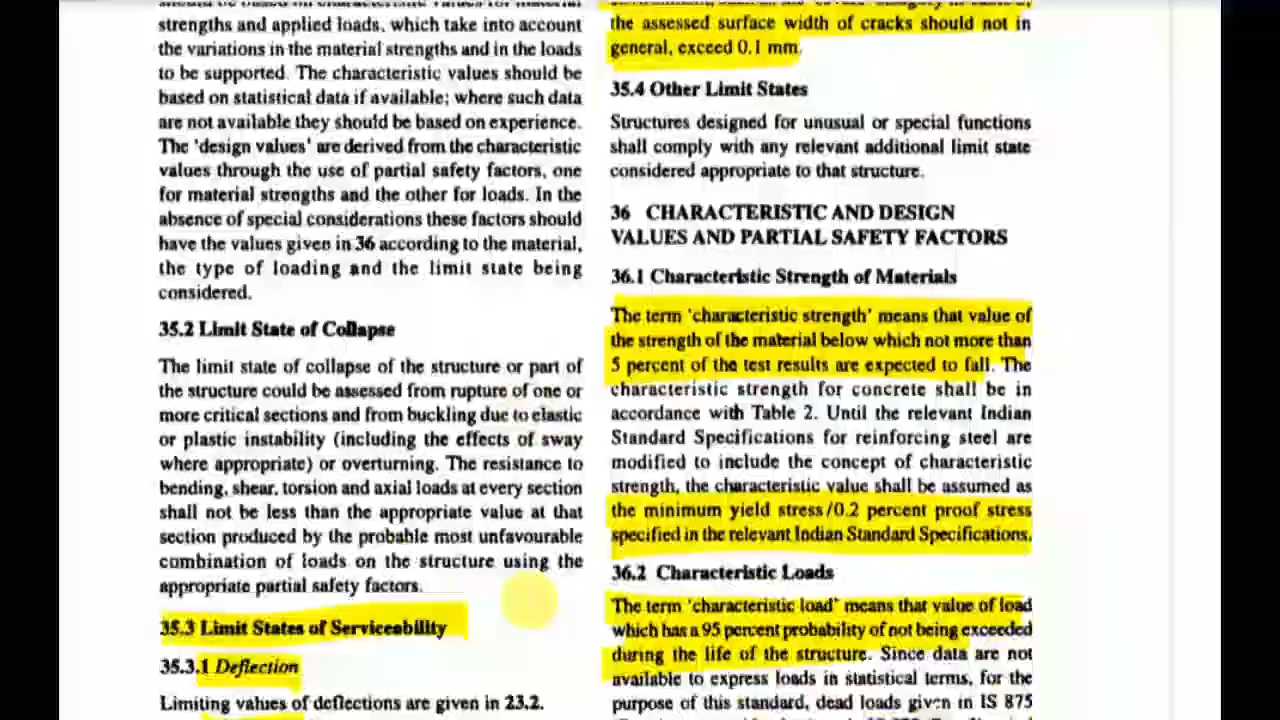 strengths and applied loads, which take into account
the variations in the material strengths and in the loads
to be supported. The characteristic values should be
based on statistical data if available; where such data
are not available they should be based on experience.
The 'design values' are derived from the characteristic
values through the use of partial safety factors, one
for material strengths and the other for loads. In the
absence of special considerations these factors should
have the values given in 36 according to the material,
the type of loading and the limit state being
considered.
35.2 Limit State of Collapse
The limit state of collapse of the structure or part of
the structure could be assessed from rupture of one or
more critical sections and from buckling due to elastic
or plastic instability (including the effects of sway
where appropriate) or overturning. The resistance to
bending, shear, torsion and axial loads at every section
shall not be less than the appropriate value at that
section produced by the probable most unfavourable
combination of loads on the structure using the
appropriate partial safety factors.
35.3 Limit States of Serviceability
35.3.1 Deflection
Limiting values of deflections are given in 23.2.
the assessed surface width of cracks should not in
general, exceed 0.1 mm.
35.4 Other Limit States
Structures designed for unusual or special functions
shall comply with any relevant additional limit state
considered appropriate to that structure.
36 CHARACTERISTIC AND DESIGN
VALUES AND PARTIAL SAFETY FACTORS
36.1 Characteristic Strength of Materials
The term 'characteristic strength' means that value of
the strength of the material below which not more than
5 percent of the test results are expected to fall. The
characteristic strength for concrete shall be in
accordance with Table 2. Until the relevant Indian
Standard Specifications for reinforcing steel are
modified to include the concept of characteristic
strength, the characteristic value shall be assumed as
the minimum yield stress/0.2 percent proof stress
specified in the relevant Indian Standard Specifications.
36.2 Characteristic Loads
The term 'characteristic load' means that value of load
which has a 95 percent probability of not being exceeded
during the life of the structure. Since data are not
available to express loads in statistical terms, for the
purpose of this standard, dead loads given in IS 875